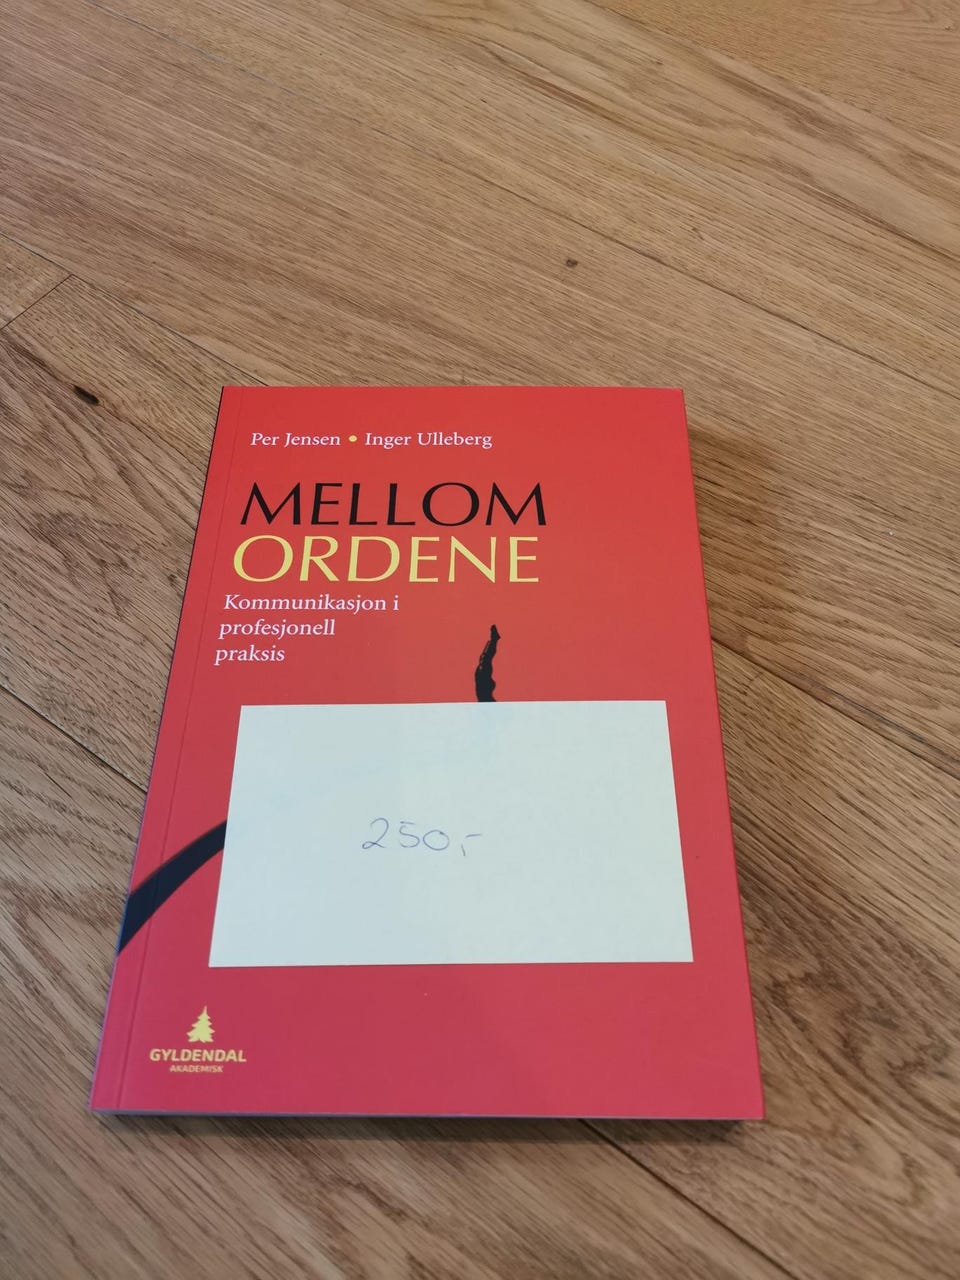 Per Jensen • Inger Ulleberg
MELLOM
ORDENE
Kommunikasjon i
profesjonell
praksis
250,-
GYLDENDAL
AKADEMISK